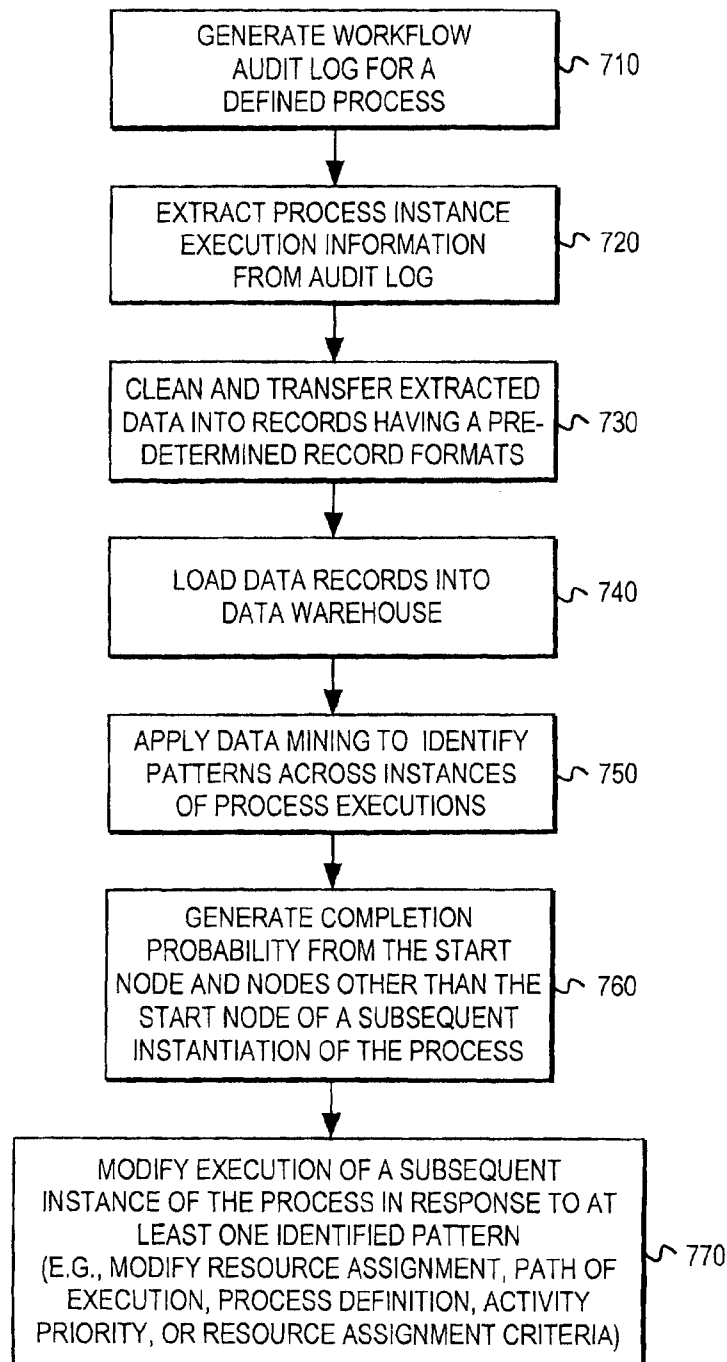 GENERATE WORKFLOW
AUDIT LOG FOR A
DEFINED PROCESS
710
EXTRACT PROCESS INSTANCE
EXECUTION INFORMATION
FROM AUDIT LOG
720
CLEAN AND TRANSFER EXTRACTED
DATA INTO RECORDS HAVING A PRE-
DETERMINED RECORD FORMATS
730
LOAD DATA RECORDS INTO
DATA WAREHOUSE
740
APPLY DATA MINING TO IDENTIFY
PATTERNS ACROSS INSTANCES
OF PROCESS EXECUTIONS
750
GENERATE COMPLETION
PROBABILITY FROM THE START
NODE AND NODES OTHER THAN THE
START NODE OF A SUBSEQUENT
INSTANTIATION OF THE PROCESS
760
MODIFY EXECUTION OF A SUBSEQUENT
INSTANCE OF THE PROCESS IN RESPONSE TO AT
LEAST ONE IDENTIFIED PATTERN
(E.G., MODIFY RESOURCE ASSIGNMENT, PATH OF
EXECUTION, PROCESS DEFINITION, ACTIVITY
PRIORITY, OR RESOURCE ASSIGNMENT CRITERIA)
770